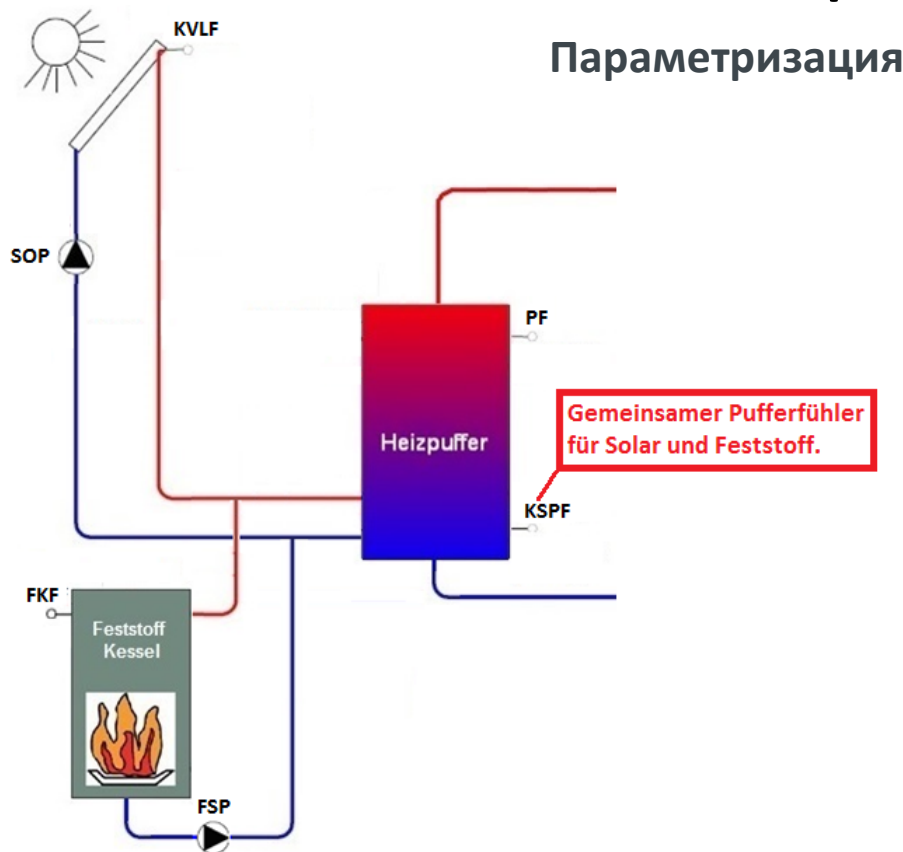 KVLF
Параметризация
SOP
PF
Gemeinsamer Pufferfühler
für Solar und Feststoff.
Heizpuffer
KSPF
FKF
Feststoff
Kessel
FSP